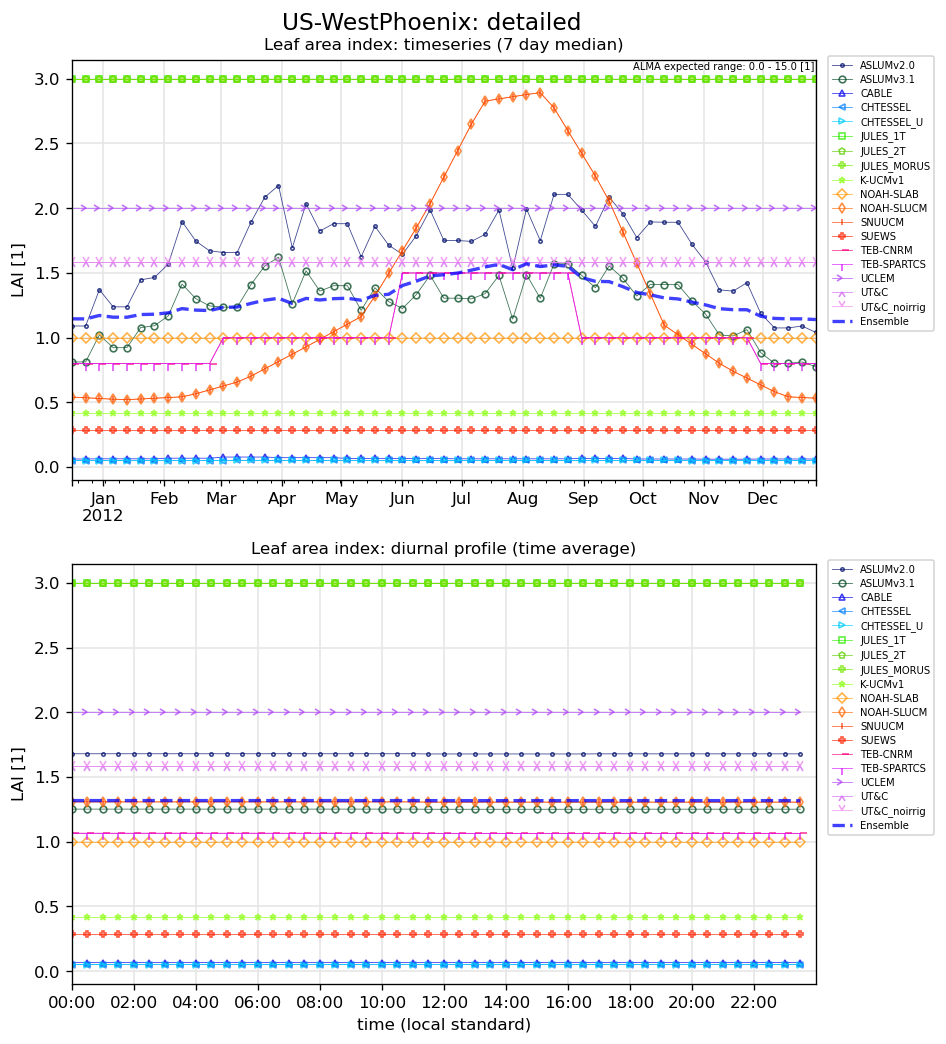 US-WestPhoenix: detailed
Leaf area index: timeseries (7 day median)
ALMA expected range: 0.0 - 15.0 [1]
LAI [1]
3.0
2.5
2.0
1.5
1.0
0.5
0.0
Jan Feb Mar Apr May Jun Jul Aug Sep Oct Nov Dec
2012
ASLUMv2.0
ASLUMv3.1
CABLE
CHTESSEL
CHTESSEL_U
JULES_1T
JULES_2T
JULES_MORUS
K-UCMv1
NOAH-SLAB
NOAH-SLUCM
SNUUCM
SUEWS
TEB-CNRM
TEB-SPARTCS
UCLEM
UT&C
UT&C_noirrig
Ensemble
Leaf area index: diurnal profile (time average)
LAI [1]
3.0
2.5
2.0
1.5
1.0
0.5
0.0
00:00 02:00 04:00 06:00 08:00 10:00 12:00 14:00 16:00 18:00 20:00 22:00
time (local standard)
ASLUMv2.0
ASLUMv3.1
CABLE
CHTESSEL
CHTESSEL_U
JULES_1T
JULES_2T
JULES_MORUS
K-UCMv1
NOAH-SLAB
NOAH-SLUCM
SNUUCM
SUEWS
TEB-CNRM
TEB-SPARTCS
UCLEM
UT&C
UT&C_noirrig
Ensemble